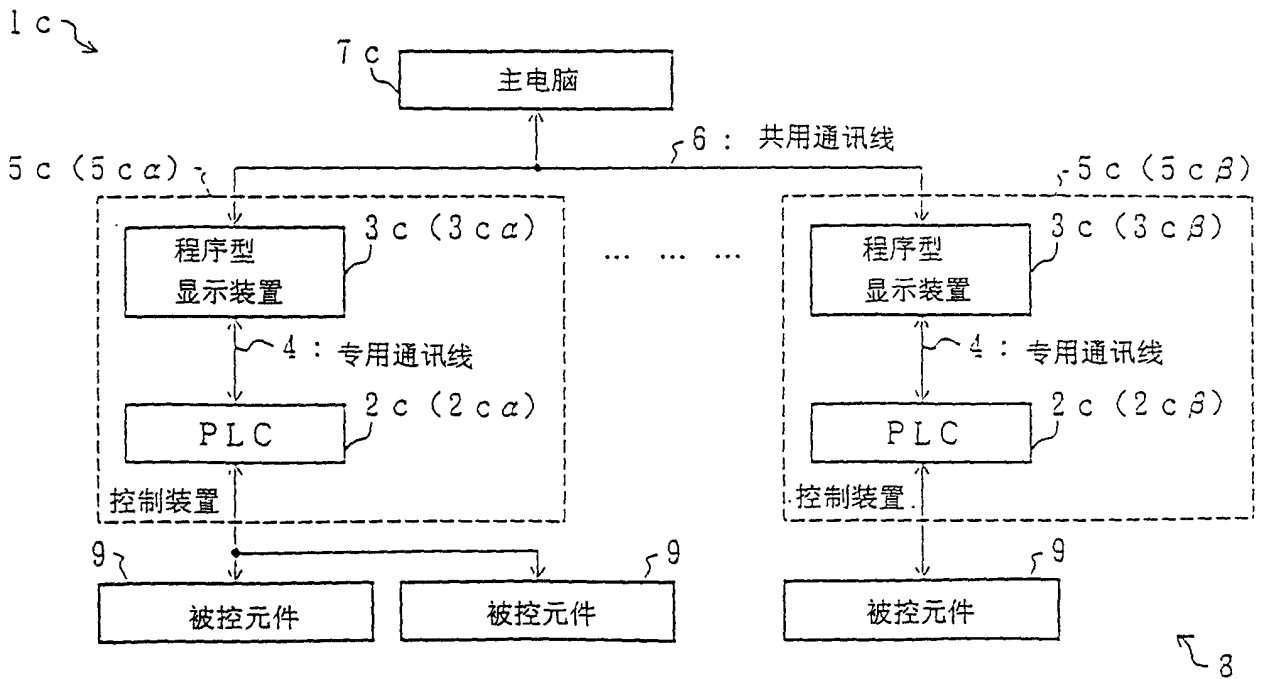 1c
7c
主电脑
6：共用通讯线
5c(5cα)
5c(5cβ)
程序型
显示装置
3c(3cα)
… … …
程序型
显示装置
3c(3cβ)
4：专用通讯线
4：专用通讯线
PLC
2c(2cα)
PLC
2c(2cβ)
控制装置
控制装置
9
9
9
被控元件
被控元件
被控元件
8